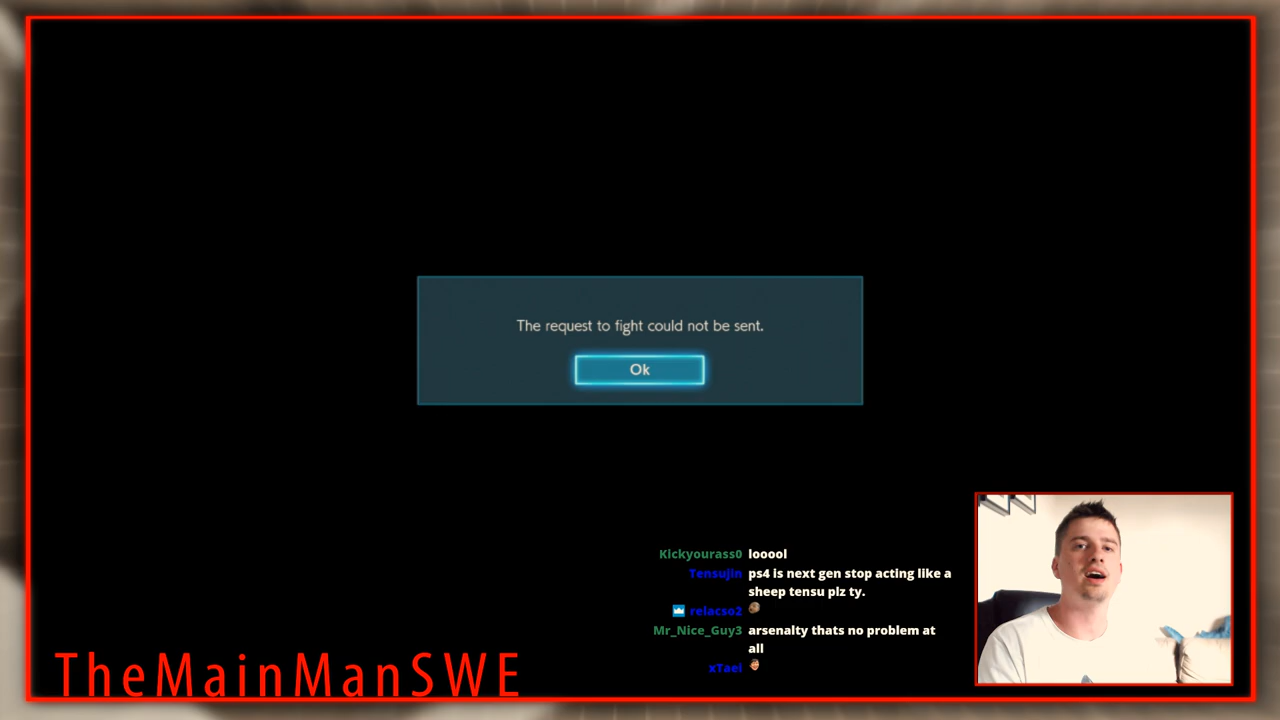 The request to fight could not be sent.
Ok
Kickyourass0 looool
Tensujin ps4 is next gen stop acting like a
sheep tensu plz ty.
relacso2
Mr_Nice_Guy3 arsenalty thats no problem at
all
xTaei
TheMainManSWE